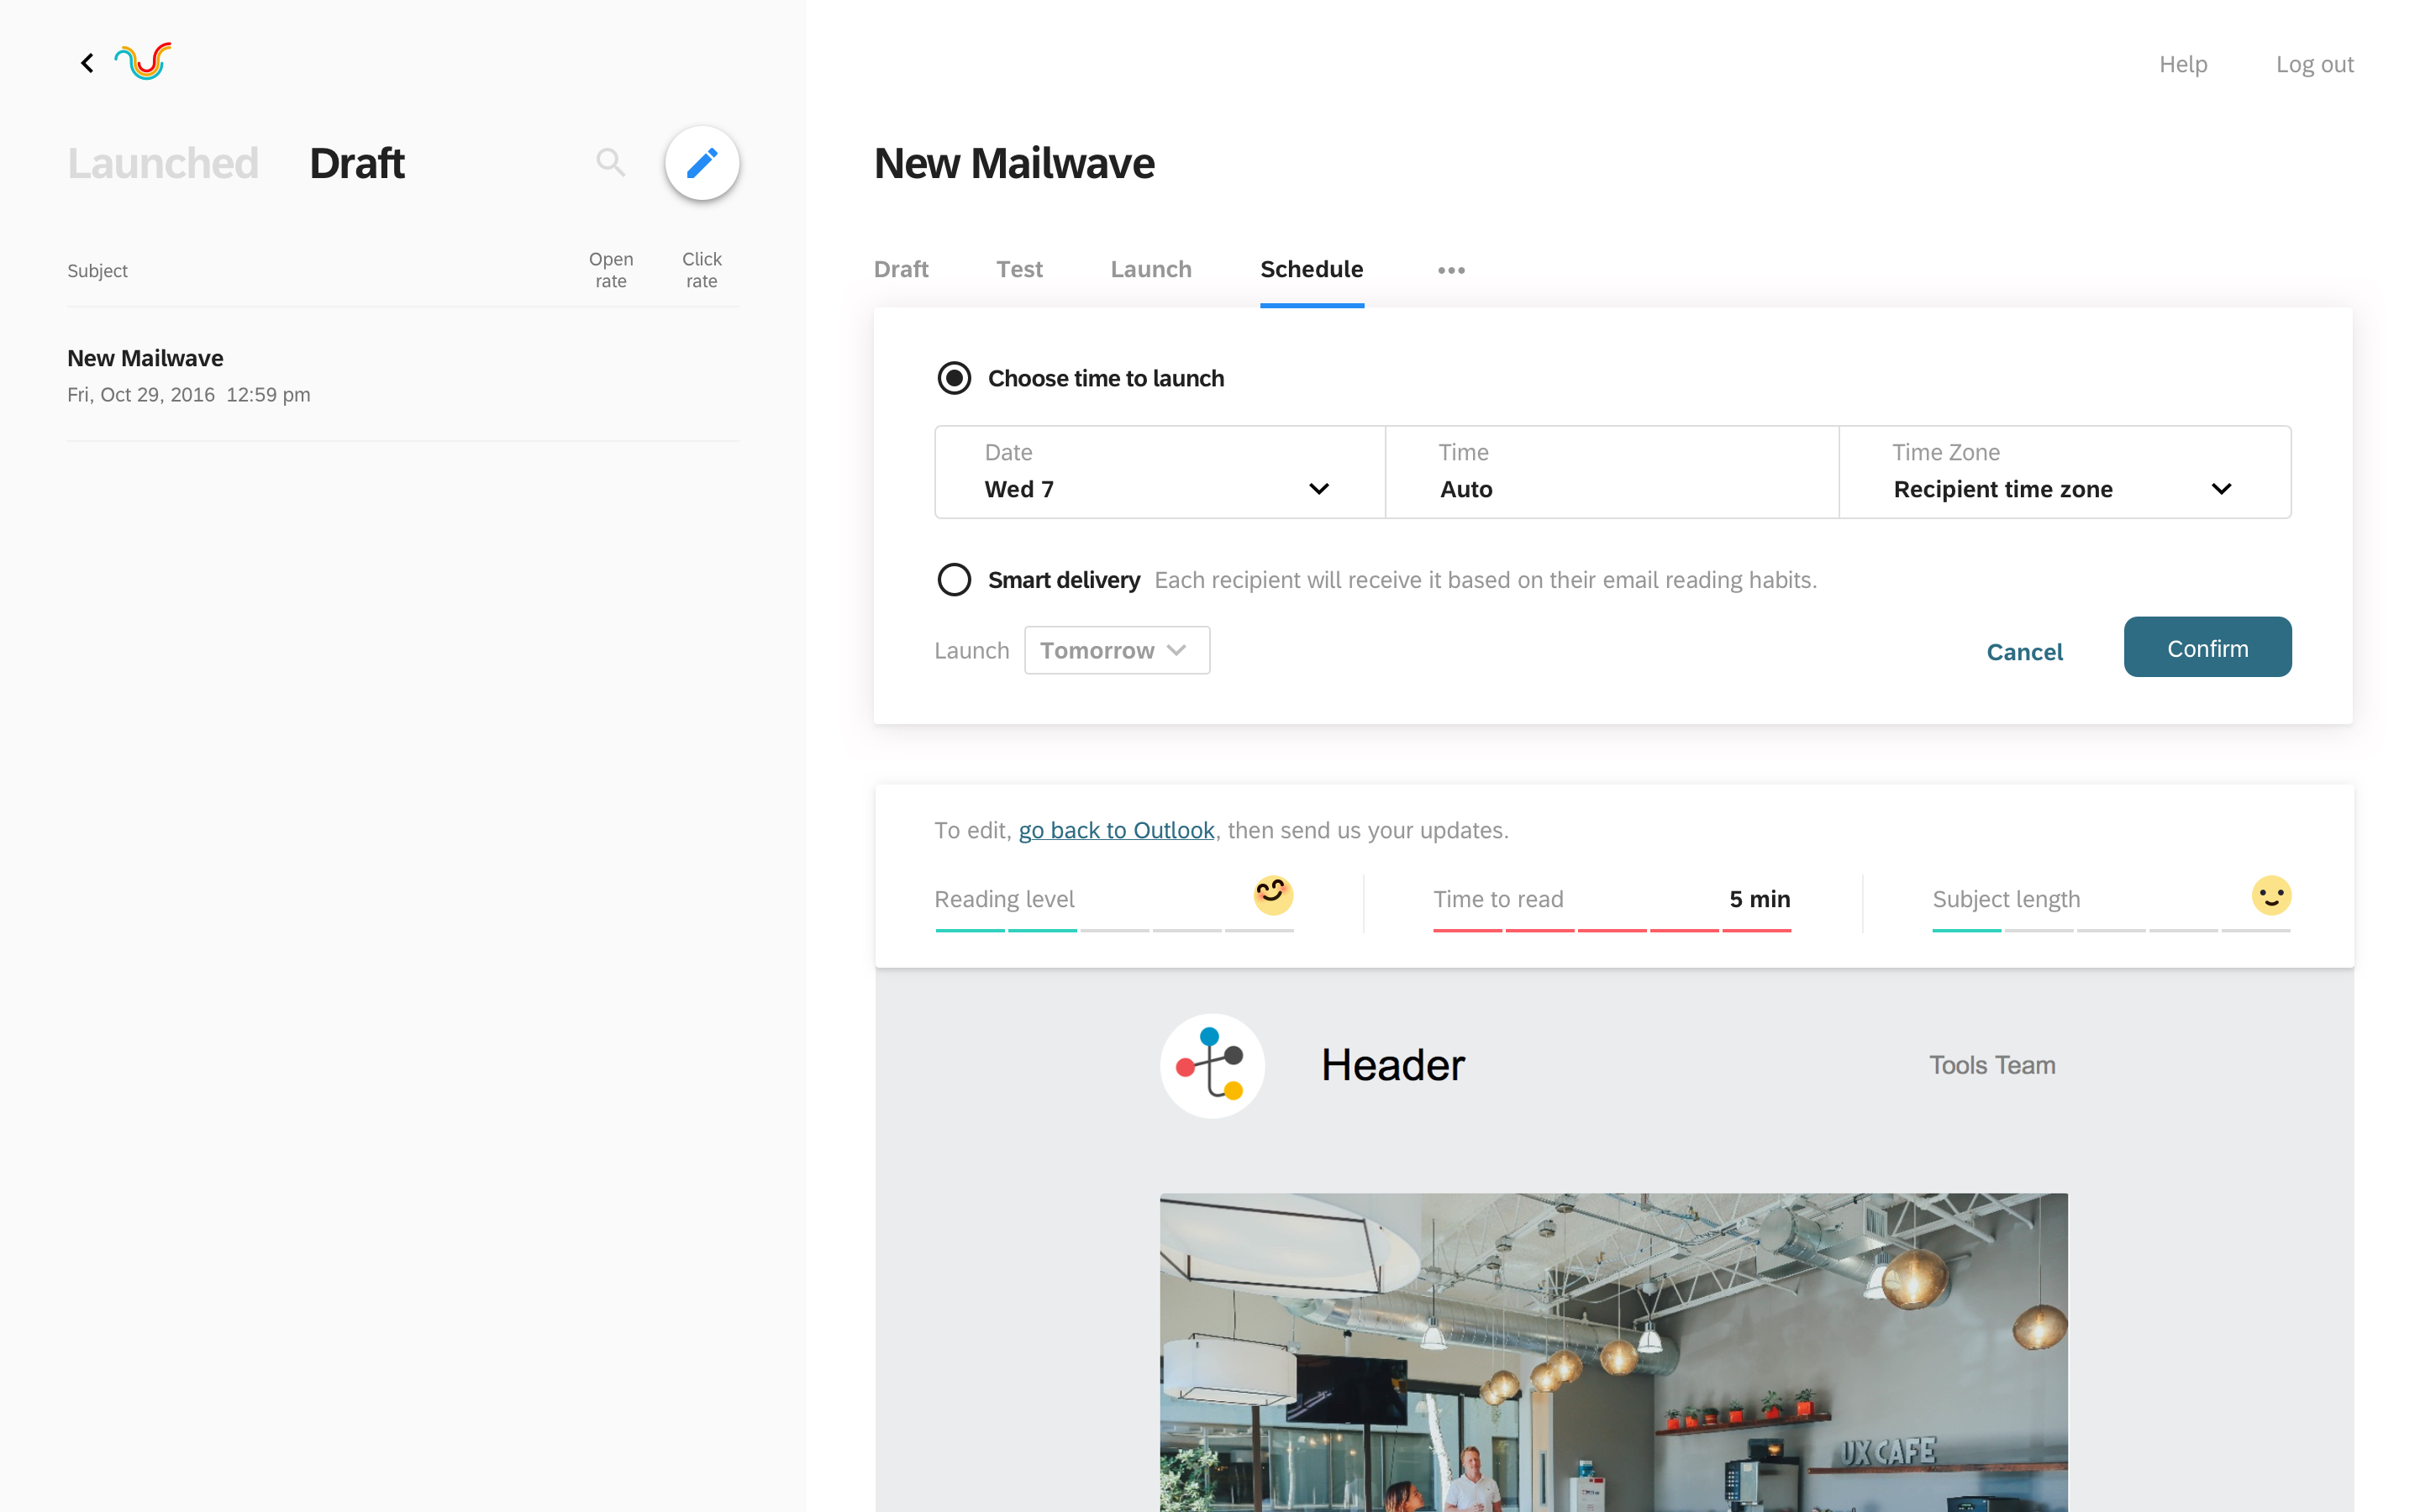 Help Log out
Launched Draft
New Mailwave
Subject
Open rate
Click rate
New Mailwave
Fri, Oct 29, 2016 12:59 pm
Draft Test Launch Schedule •••
Choose time to launch
Date
Wed 7
Time
Auto
Time Zone
Recipient time zone
Smart delivery Each recipient will receive it based on their email reading habits.
Launch Tomorrow
Cancel Confirm
To edit, go back to Outlook, then send us your updates.
Reading level
Time to read 5 min
Subject length
Header
Tools Team
UX CAFE